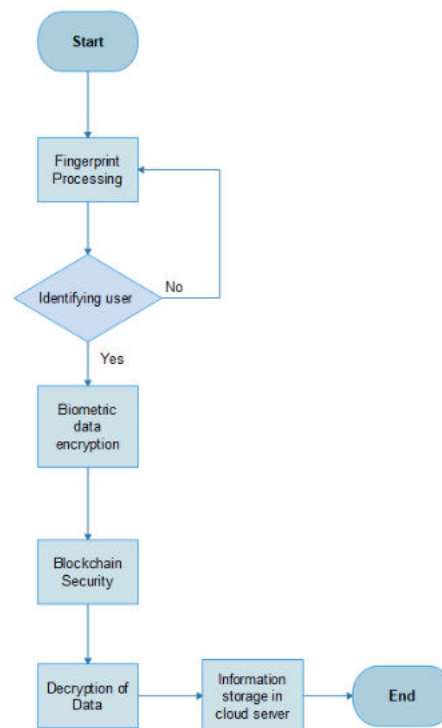 Start
Fingerprint
Processing
Identifying user
No
Yes
Biometric
data
encryption
Blockchain
Security
Decryption of
Data
Information
storage in
cloud server
End